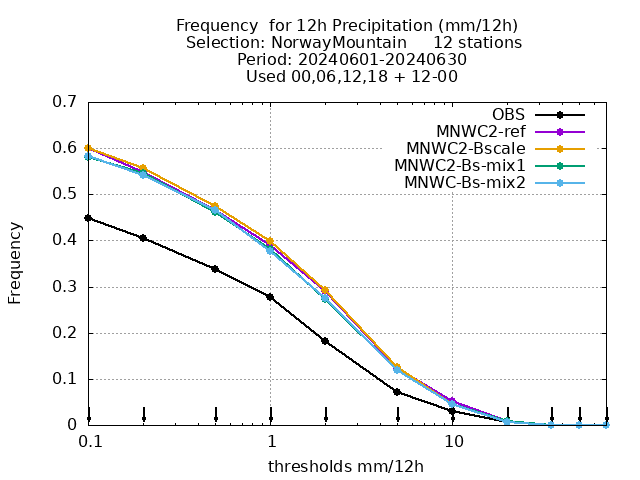 Frequency  for 12h Precipitation (mm/12h)
Selection: NorwayMountain     12 stations
Period: 20240601-20240630
Used 00,06,12,18 + 12-00
OBS
MNWC2-ref
MNWC2-Bscale
MNWC2-Bs-mix1
MNWC-Bs-mix2
Frequency
0.7
0.6
0.5
0.4
0.3
0.2
0.1
0
0.1 1 10
thresholds mm/12h